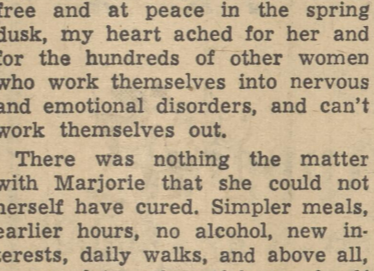 free and at peace in the spring
dusk, my heart ached for her and
for the hundreds of other women
who work themselves into nervous
and emotional disorders, and can't
work themselves out.
There was nothing the matter
with Marjorie that she could not
herself have cured. Simpler meals,
earlier hours, no alcohol, new in-
terests, daily walks, and above all,